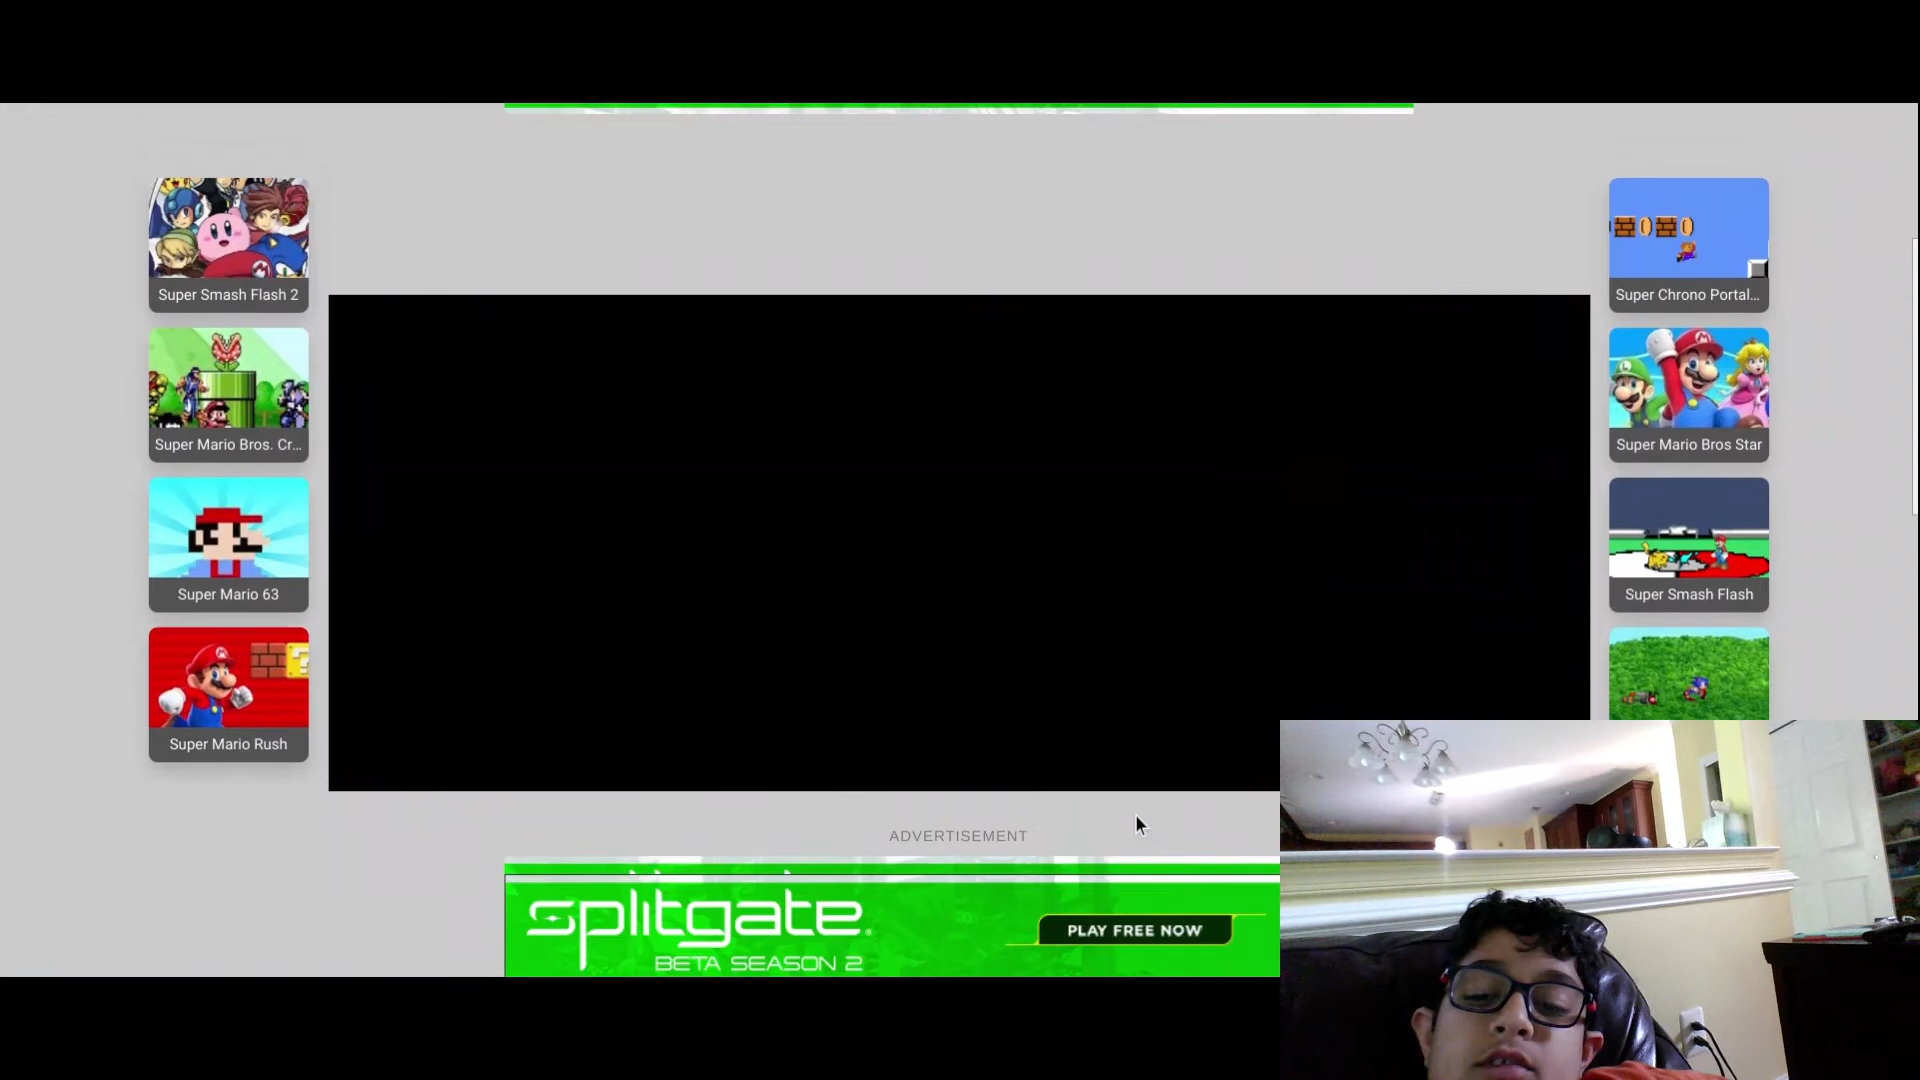 Super Smash Flash 2
Super Mario Bros. Cr...
Super Mario 63
Super Mario Rush
Super Chrono Portal...
Super Mario Bros Star
Super Smash Flash
ADVERTISEMENT
splitgate
BETA SEASON 2
PLAY FREE NOW